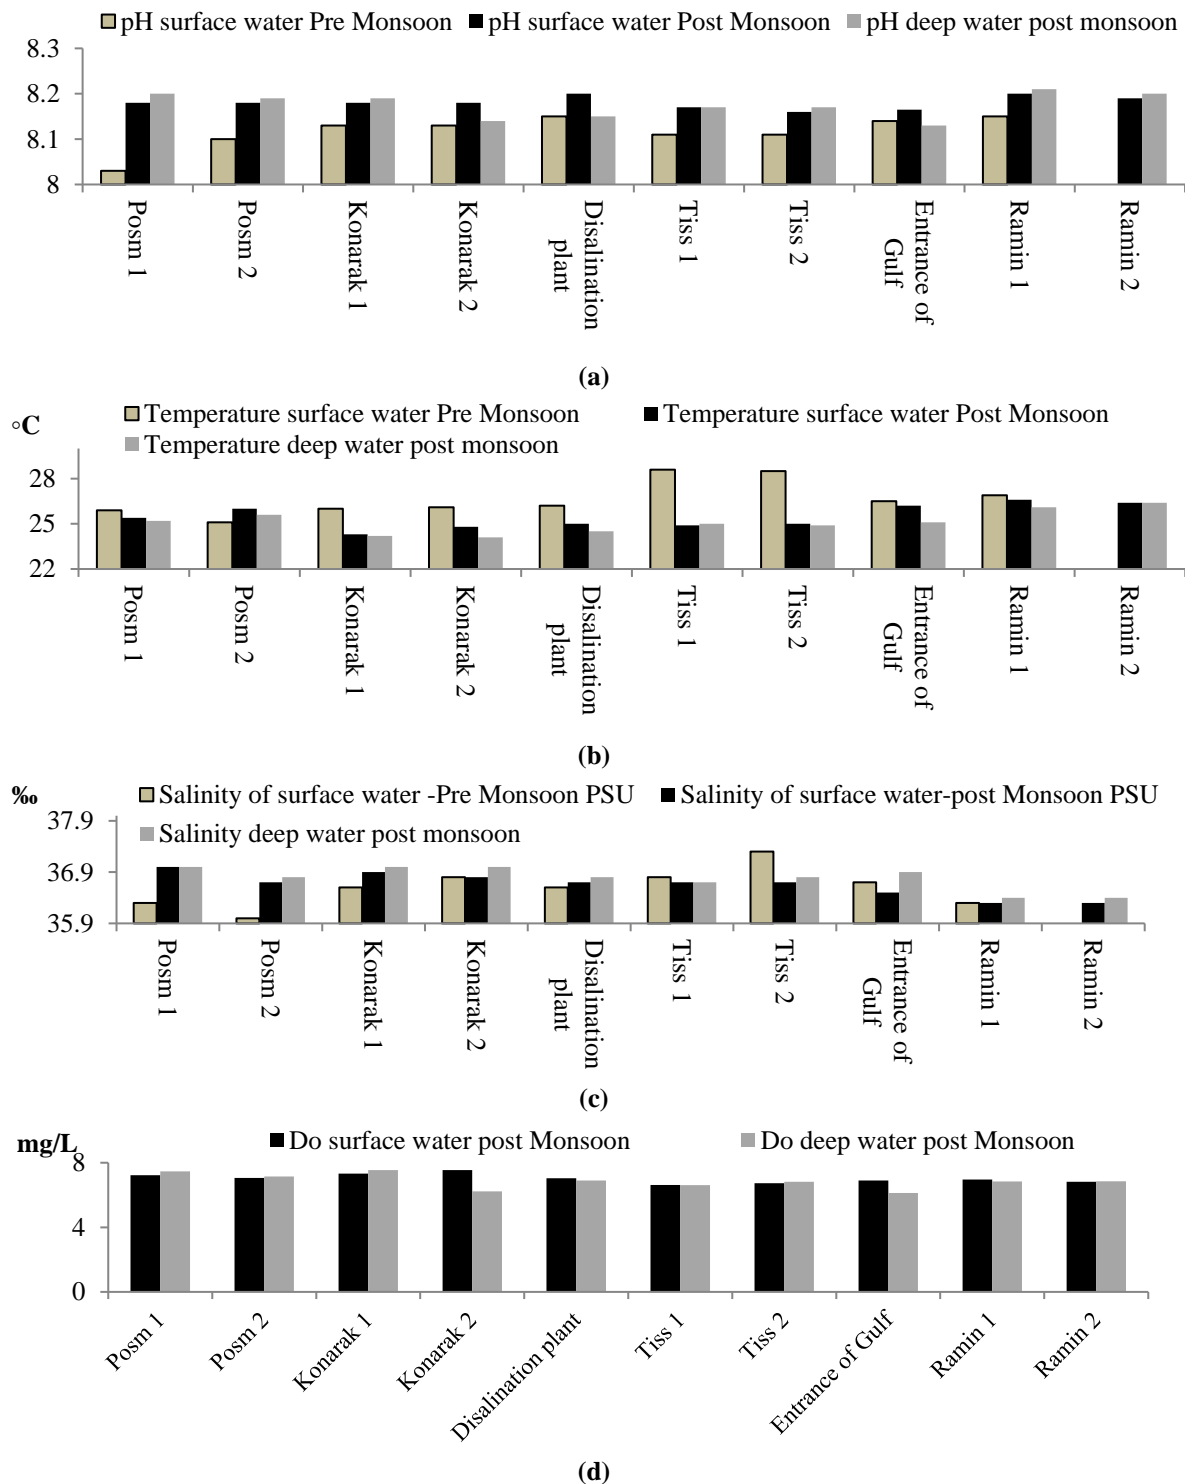 pH surface water Pre Monsoon pH surface water Post Monsoon pH deep water post monsoon
8.3
8.2
8.1
8
Posm 1
Posm 2
Konarak 1
Konarak 2
Disalination
plant
Tiss 1
Tiss 2
Entrance of
Gulf
Ramin 1
Ramin 2
(a)
Temperature surface water Pre Monsoon Temperature surface water Post Monsoon
°C
Temperature deep water post monsoon
28
25
22
Posm 1
Posm 2
Konarak 1
Konarak 2
Disalination
plant
Tiss 1
Tiss 2
Entrance of
Gulf
Ramin 1
Ramin 2
(b)
‰
Salinity of surface water -Pre Monsoon PSU Salinity of surface water-post Monsoon PSU
37.9
Salinity deep water post monsoon
36.9
35.9
Posm 1
Posm 2
Konarak 1
Konarak 2
Disalination
plant
Tiss 1
Tiss 2
Entrance of
Gulf
Ramin 1
Ramin 2
(c)
mg/L
Do surface water post Monsoon Do deep water post Monsoon
8
4
0
Posm 1
Posm 2
Konarak 1
Konarak 2
Disalination plant
Tiss 1
Tiss 2
Entrance of Gulf
Ramin 1
Ramin 2
(d)